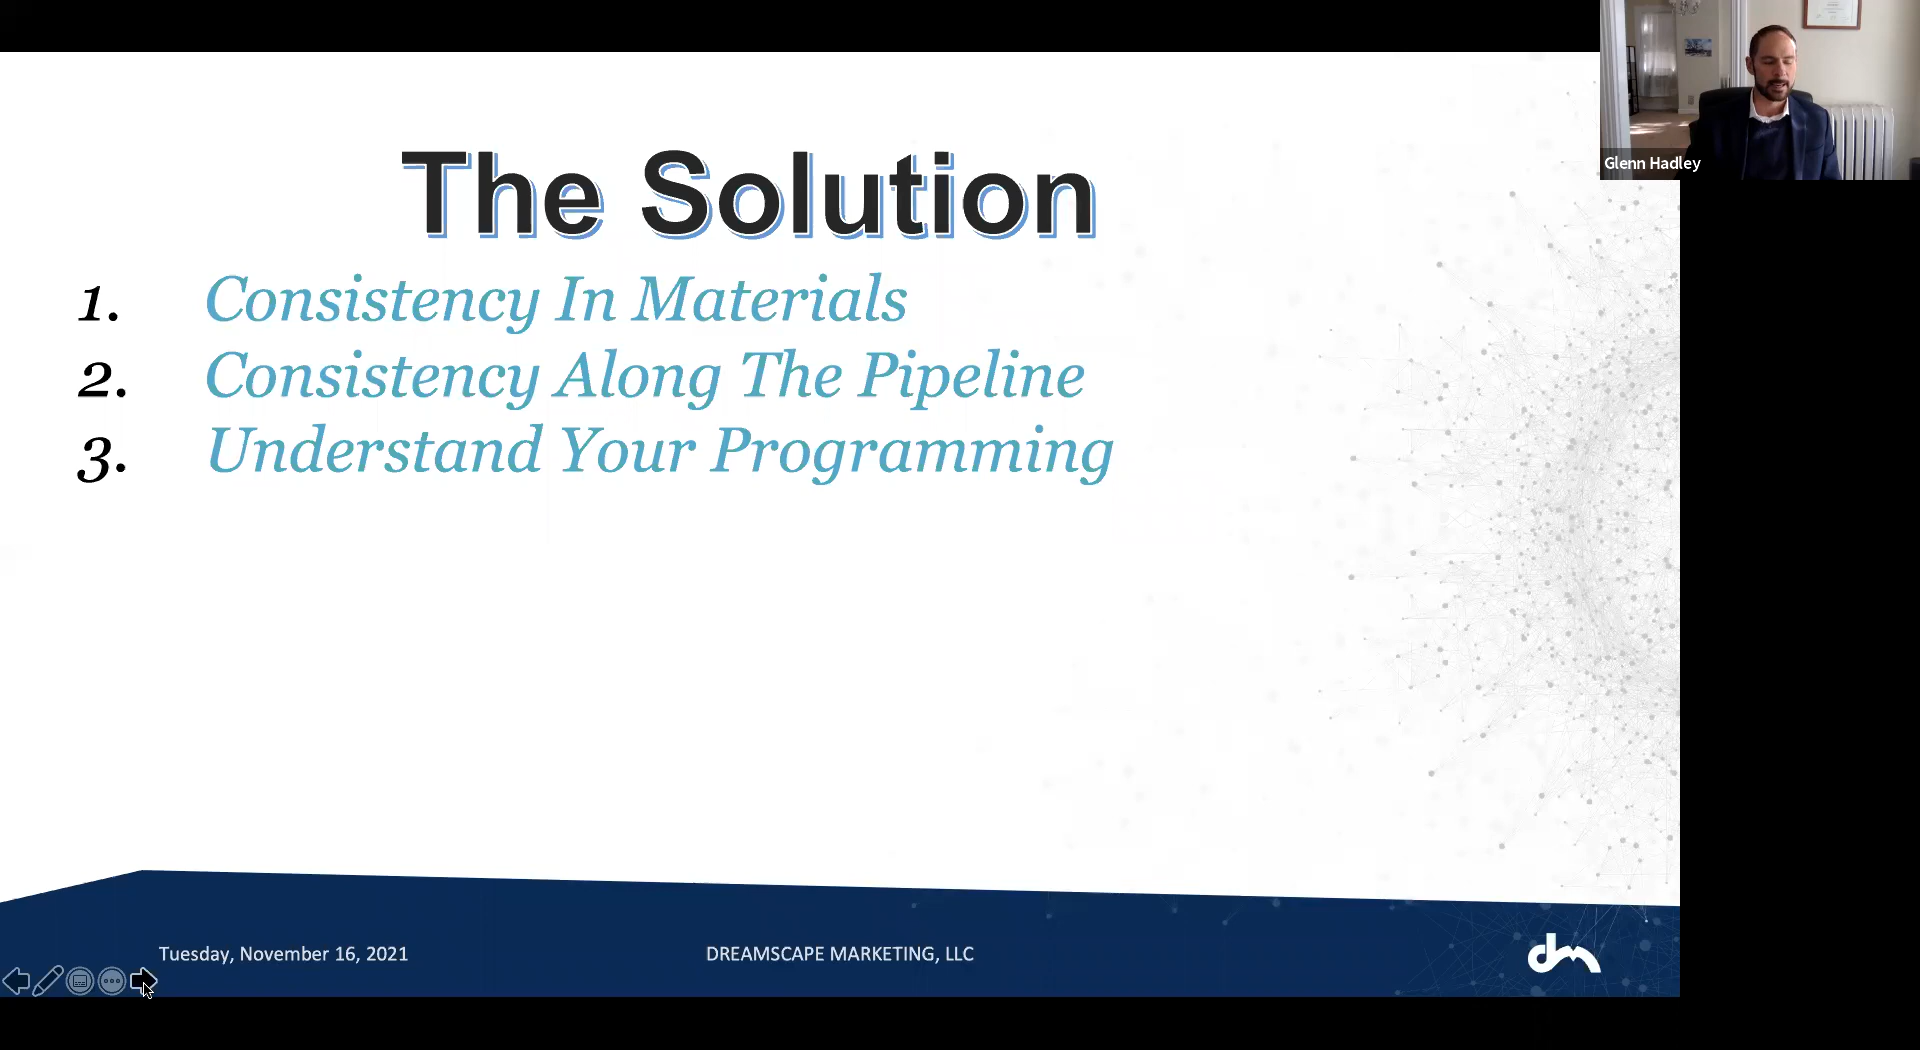 Glenn Hadley
The Solution
1. Consistency In Materials
2. Consistency Along The Pipeline
3. Understand Your Programming
Tuesday, November 16, 2021
DREAMSCAPE MARKETING, LLC
dm